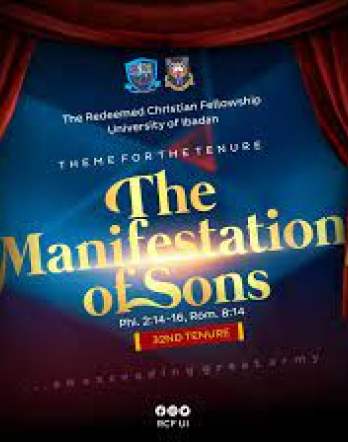 The Redeemed Christian Fellowship
University of Ibadan
THEME FOR THE TENURE
The
Manifestation
of Sons
Phi. 2:14-16, Rom. 8:14
32ND TENURE
...an exceeding great army
RCF UI